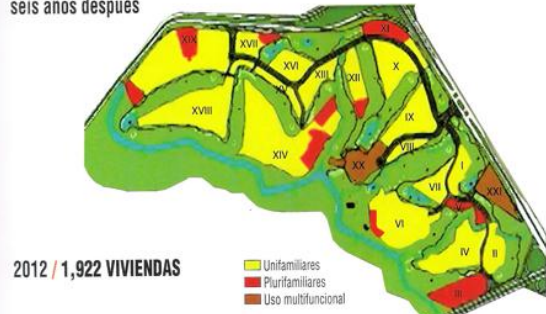 seis años después
XIX
XVII
XI
XVI
XIII
XII
X
XVIII
IX
XIV
VIII
XX
I
VII
XXI
V
VI
IV
II
III
2012 / 1,922 VIVIENDAS
Unifamiliares
Plurifamiliares
Uso multifuncional